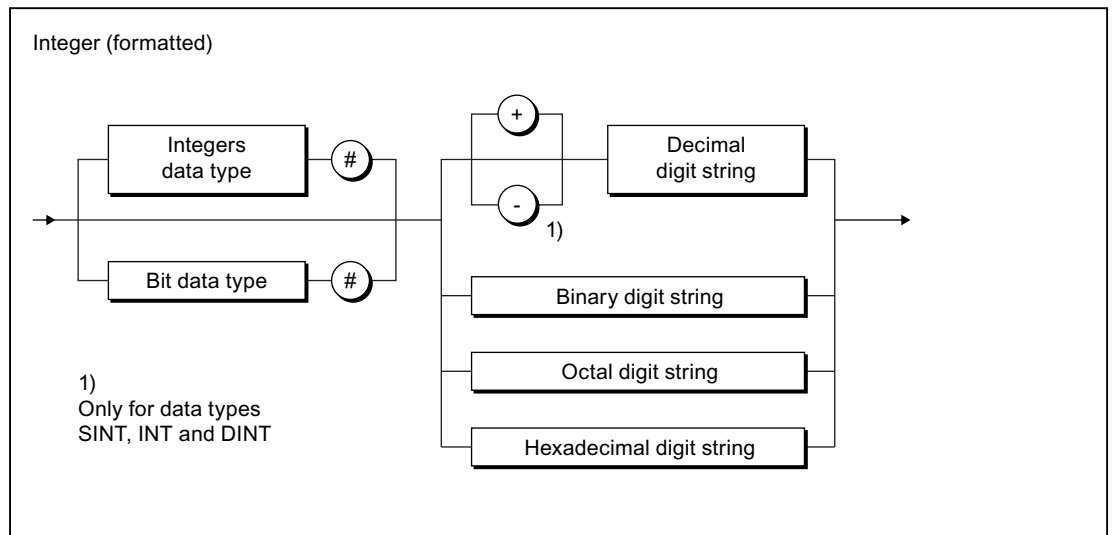 Integer (formatted)
+
Integers
data type
#
Decimal
digit string
-
1)
Bit data type
#
Binary digit string
Octal digit string
1)
Only for data types
SINT, INT and DINT
Hexadecimal digit string